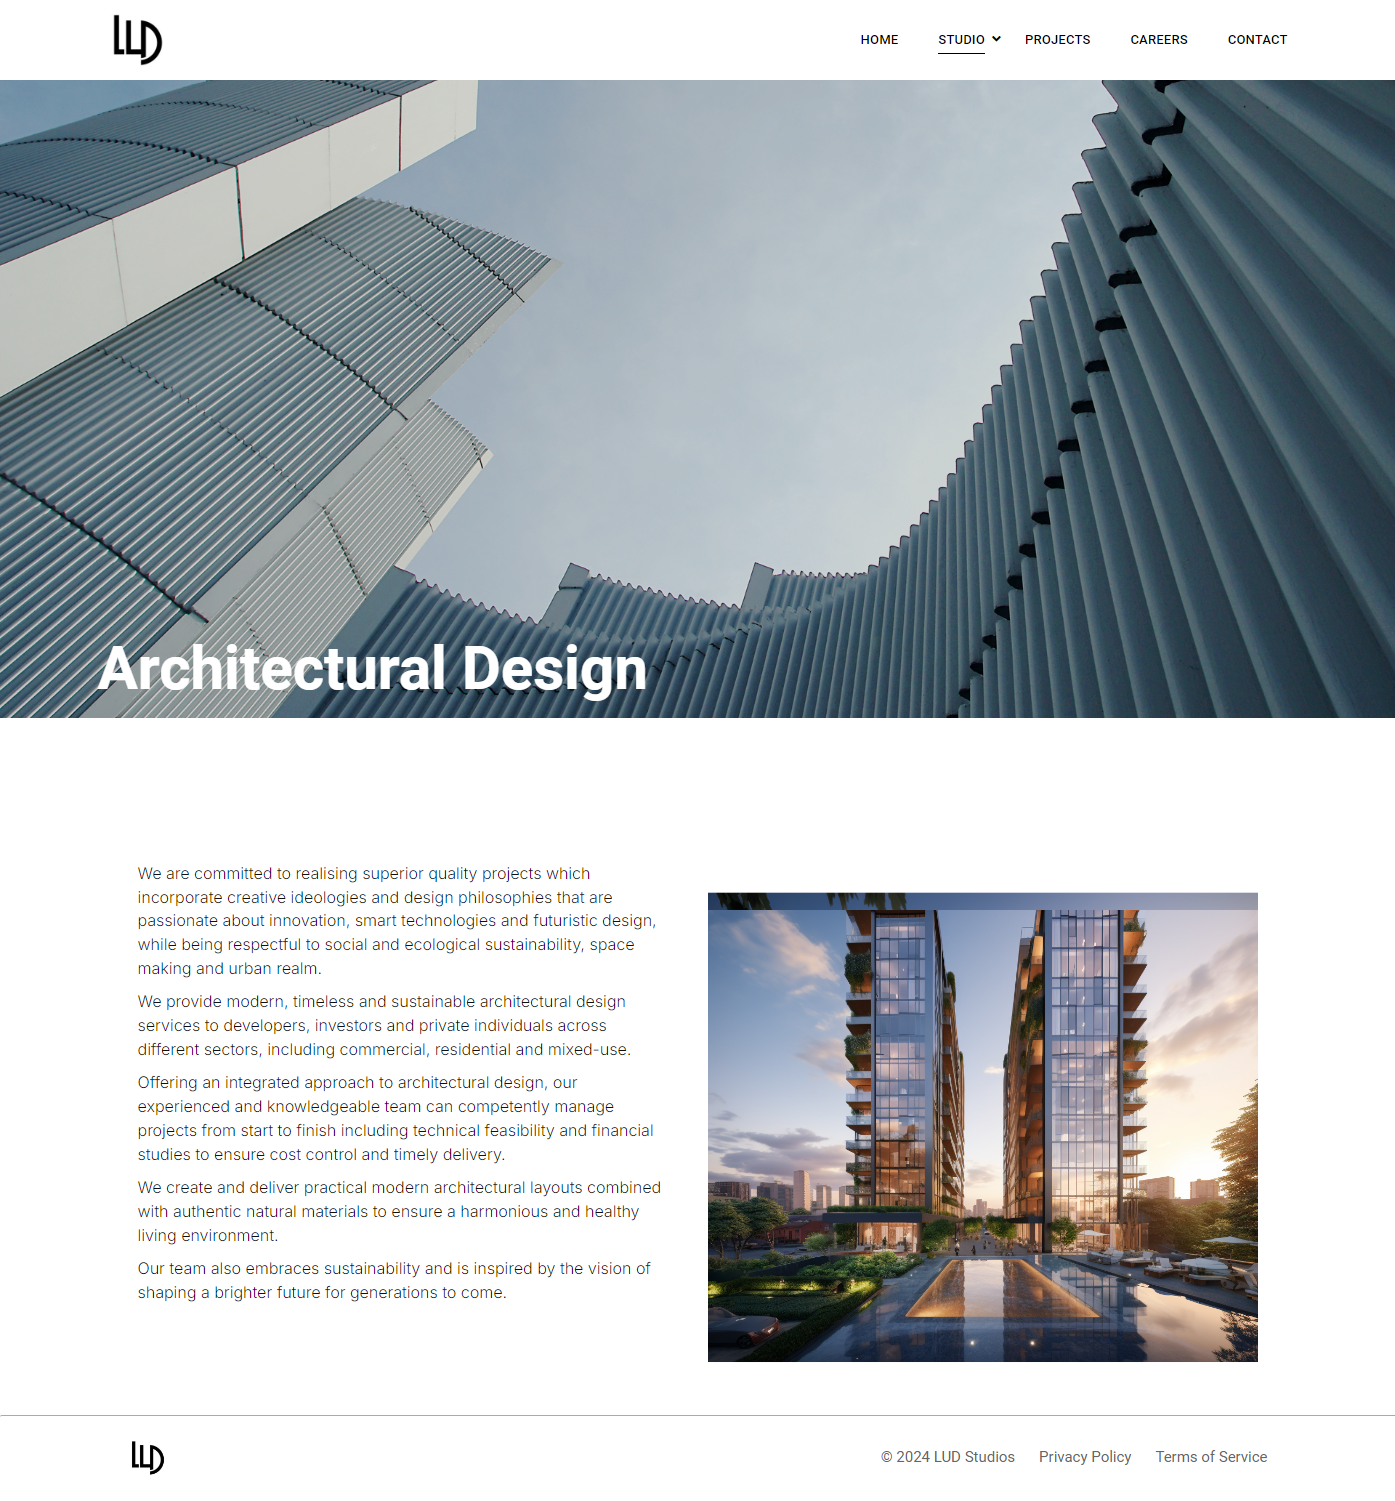 LUD
HOME STUDIO PROJECTS CAREERS CONTACT
Architectural Design
We are committed to realising superior quality projects which
incorporate creative ideologies and design philosophies that are
passionate about innovation, smart technologies and futuristic design,
while being respectful to social and ecological sustainability, space
making and urban realm.
We provide modern, timeless and sustainable architectural design
services to developers, investors and private individuals across
different sectors, including commercial, residential and mixed-use.
Offering an integrated approach to architectural design, our
experienced and knowledgeable team can competently manage
projects from start to finish including technical feasibility and financial
studies to ensure cost control and timely delivery.
We create and deliver practical modern architectural layouts combined
with authentic natural materials to ensure a harmonious and healthy
living environment.
Our team also embraces sustainability and is inspired by the vision of
shaping a brighter future for generations to come.
LUD
© 2024 LUD Studios Privacy Policy Terms of Service